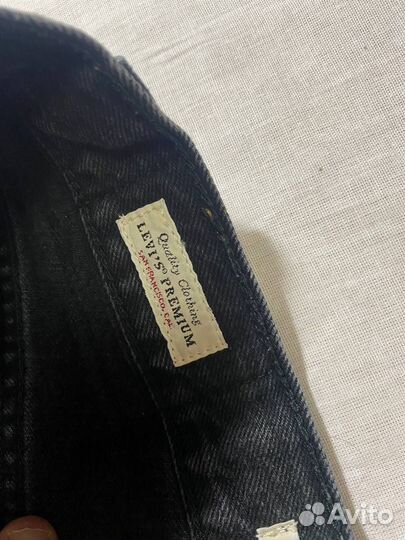 Quality Clothing
LEVI'S® PREMIUM
SAN FRANCISCO, CAL
Avito